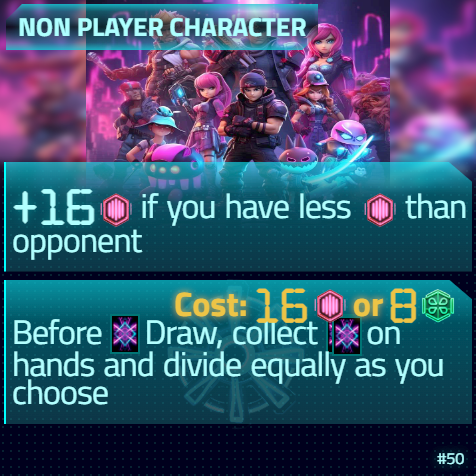 NON PLAYER CHARACTER
+16 if you have less than
opponent
Cost: 16 or 8
Before Draw, collect on
hands and divide equally as you
choose
#50